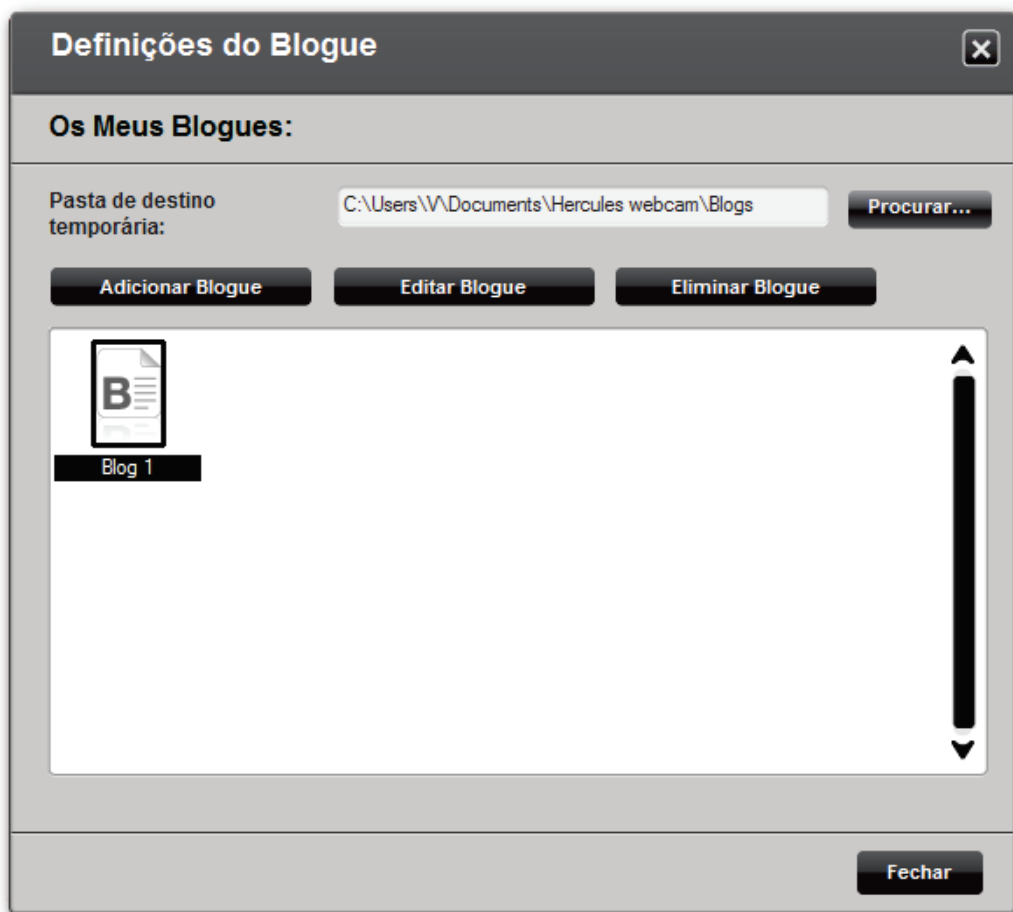 Definições do Blogue
Os Meus Blogues:
Pasta de destino
temporária:
C:\Users\V\Documents\Hercules webcam\Blogs
Procurar...
Adicionar Blogue
Editar Blogue
Eliminar Blogue
B
Blog 1
Fechar